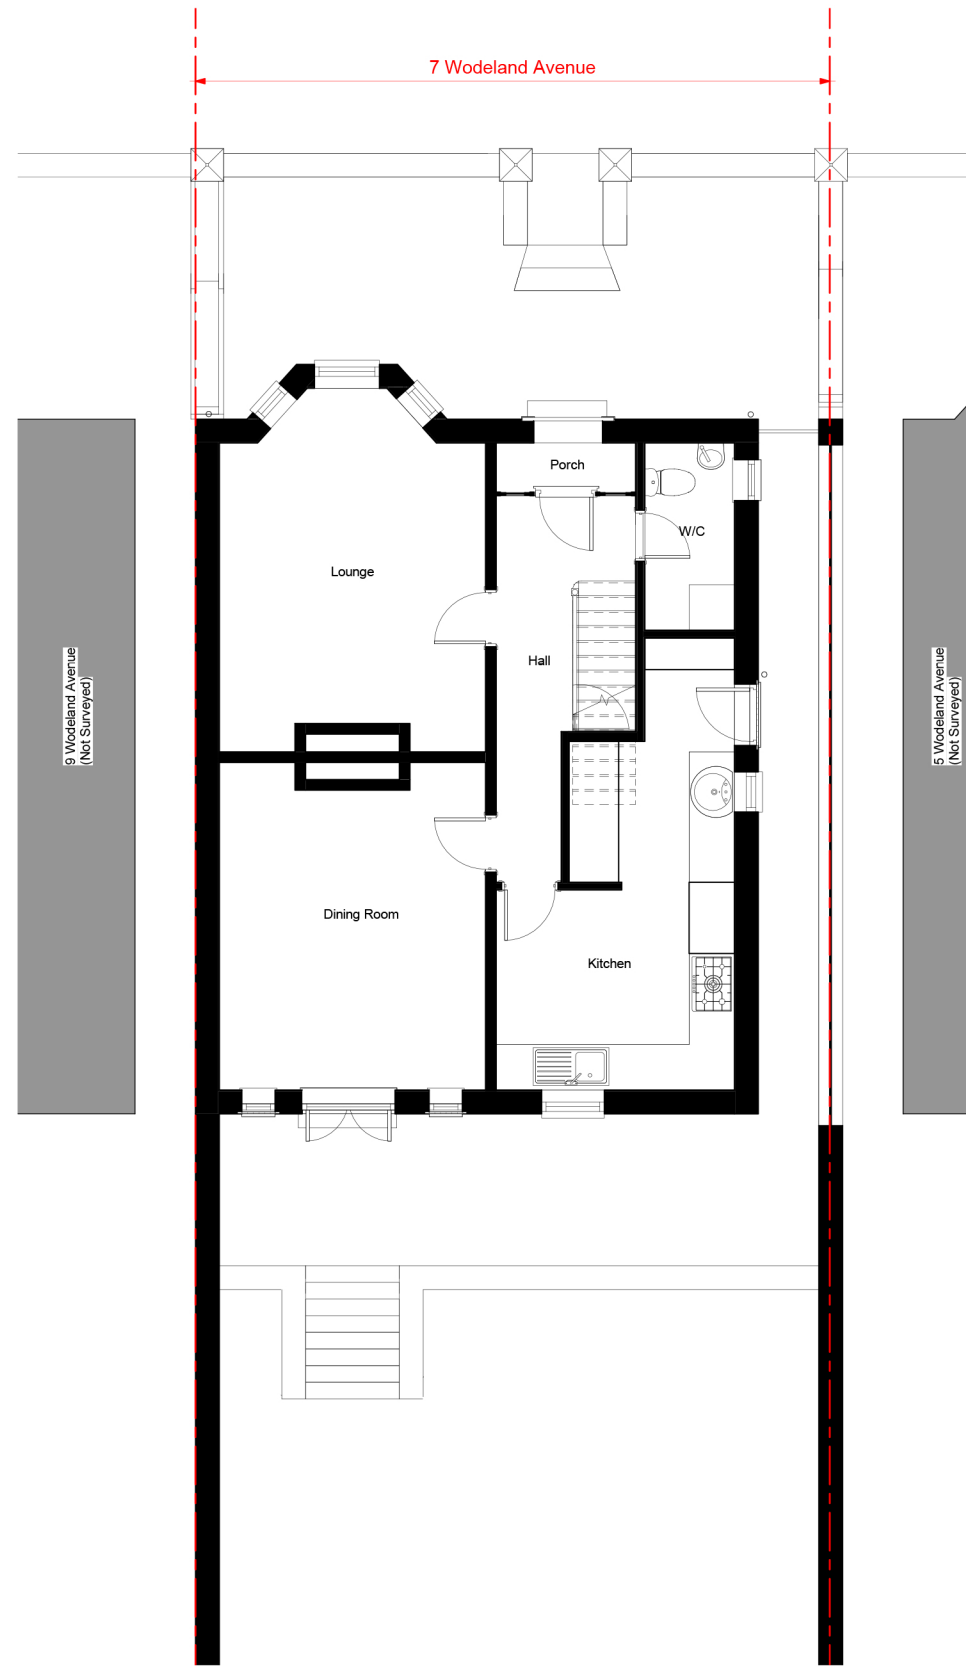 7 Wodeland Avenue
Porch
W/C
Lounge
Hall
9 Wodeland Avenue
(Not Surveyed)
5 Wodeland Avenue
(Not Surveyed)
Dining Room
Kitchen